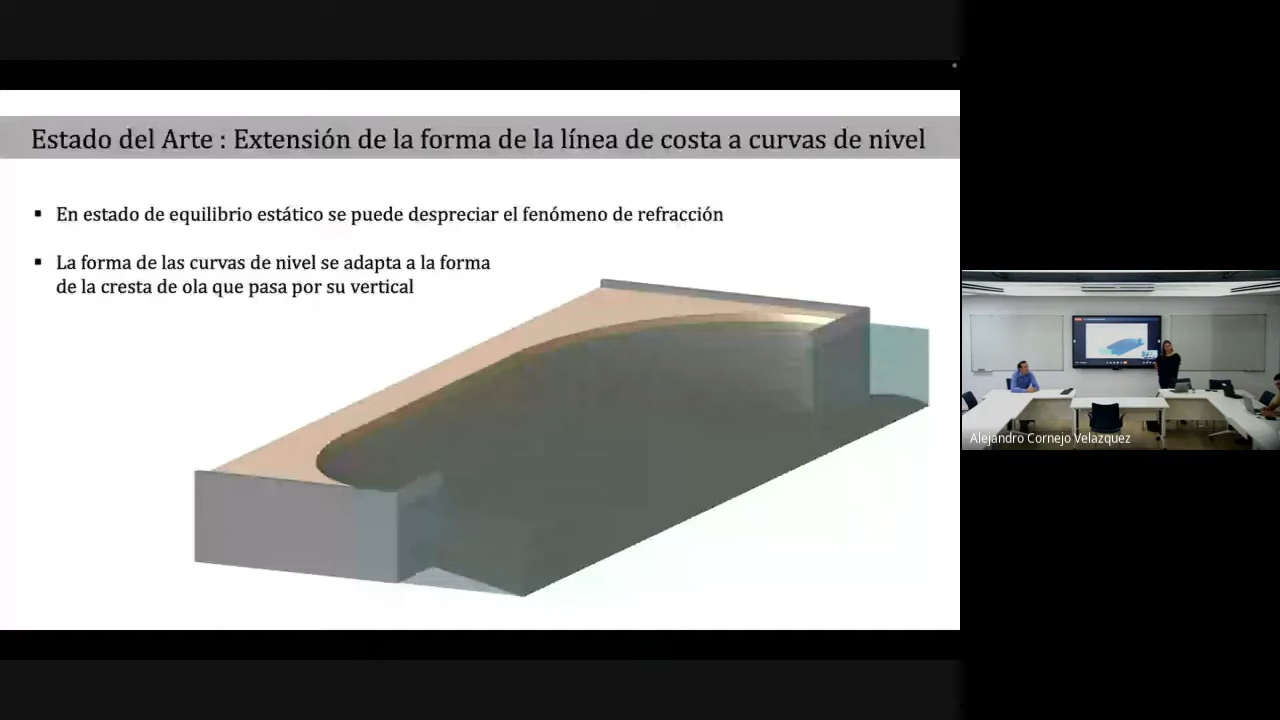 Estado del Arte : Extensión de la forma de la línea de costa a curvas de nivel
▪ En estado de equilibrio estático se puede despreciar el fenómeno de refracción
▪ La forma de las curvas de nivel se adapta a la forma
de la cresta de ola que pasa por su vertical
Alejandro Cornejo Velazquez